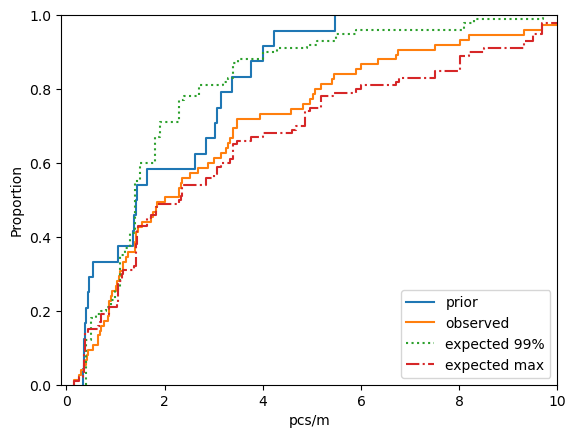 1.0
0.8
0.6
0.4
0.2
0.0
Proportion
0 2 4 6 8 10
pcs/m
prior
observed
expected 99%
expected max